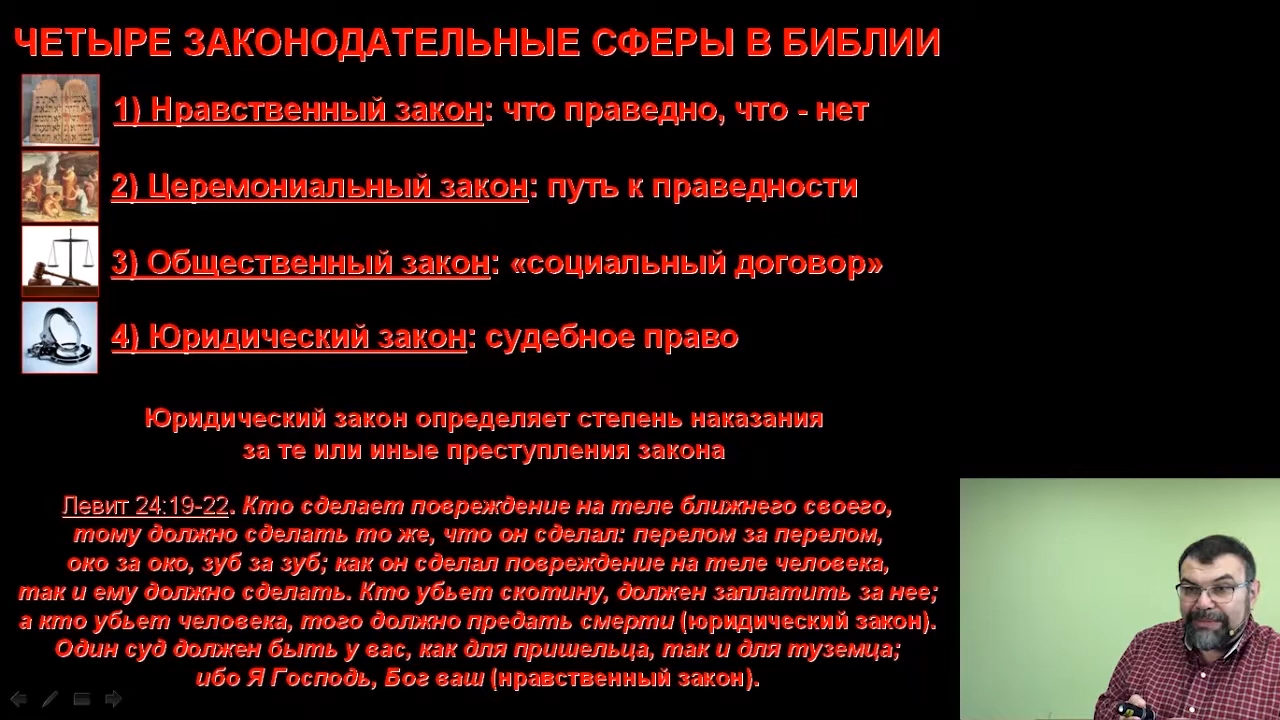 ЧЕТЫРЕ ЗАКОНОДАТЕЛЬНЫЕ СФЕРЫ В БИБЛИИ
1) Нравственный закон: что праведно, что - нет
2) Церемониальный закон: путь к праведности
3) Общественный закон: «социальный договор»
4) Юридический закон: судебное право
Юридический закон определяет степень наказания
за те или иные преступления закона
Левит 24:19-22. Кто сделает повреждение на теле ближнего своего,
тому должно сделать то же, что он сделал: перелом за перелом,
око за око, зуб за зуб; как он сделал повреждение на теле человека,
так и ему должно сделать. Кто убьет скотину, должен заплатить за нее;
а кто убьет человека, того должно предать смерти (юридический закон).
Один суд должен быть у вас, как для пришельца, так и для туземца;
ибо Я Господь, Бог ваш (нравственный закон).